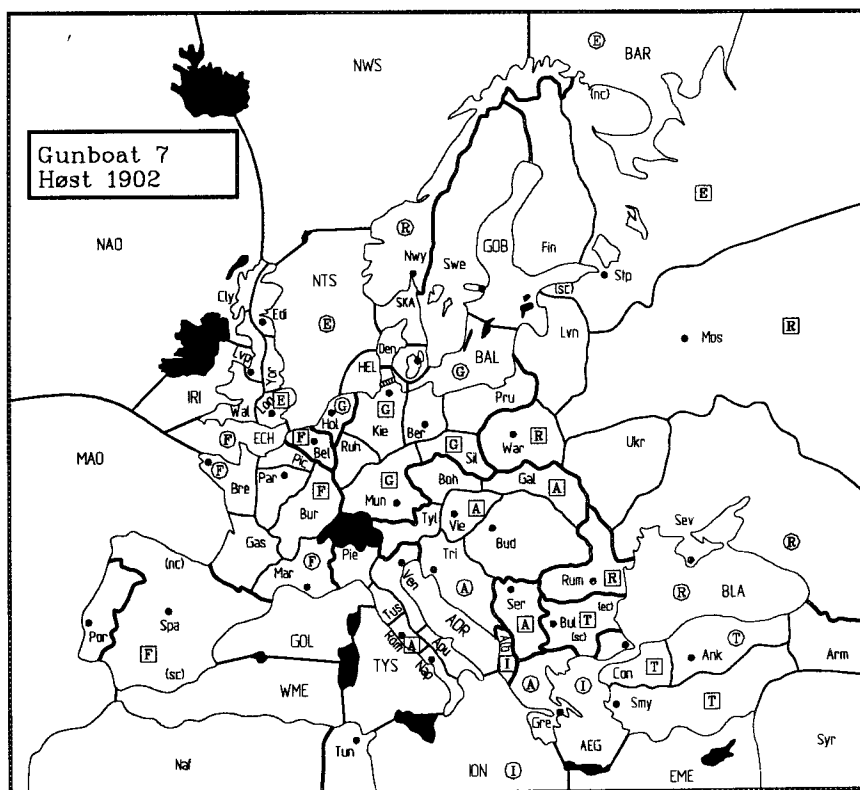 Gunboat 7
Høst 1902
NWS
E
BAR
(nc)
E
NAO
R
Nwy
Swe
GOB
Fin
(sc)
Stp
NTS
SKA
E
Cly
Edi
Lvp
Yor
Den
HEL
BAL
G
Lvn
Mos
R
IRI
Wal
Lon
E
Hol
G
G
Kie
Ber
Pru
War
R
Ukr
MAO
ECH
F
F
Bel
Ruh
G
Sil
F
Bre
Pic
Par
F
Bur
G
Mun
Boh
Gal
A
Tyl
A
Vie
Bud
Sev
R
Gas
Mar
F
Pie
Ven
Tri
A
Rum
R
R
BLA
(nc)
Por
Spa
F
(sc)
GOL
Tus
ADR
Ser
A
Bul
T
(ec)
(sc)
Alb
I
Rom
A
Apu
Nap
TYS
WME
Con
T
Ank
T
Arm
A
I
Gre
Smy
T
Naf
Tun
ION
I
AEG
EME
Syr